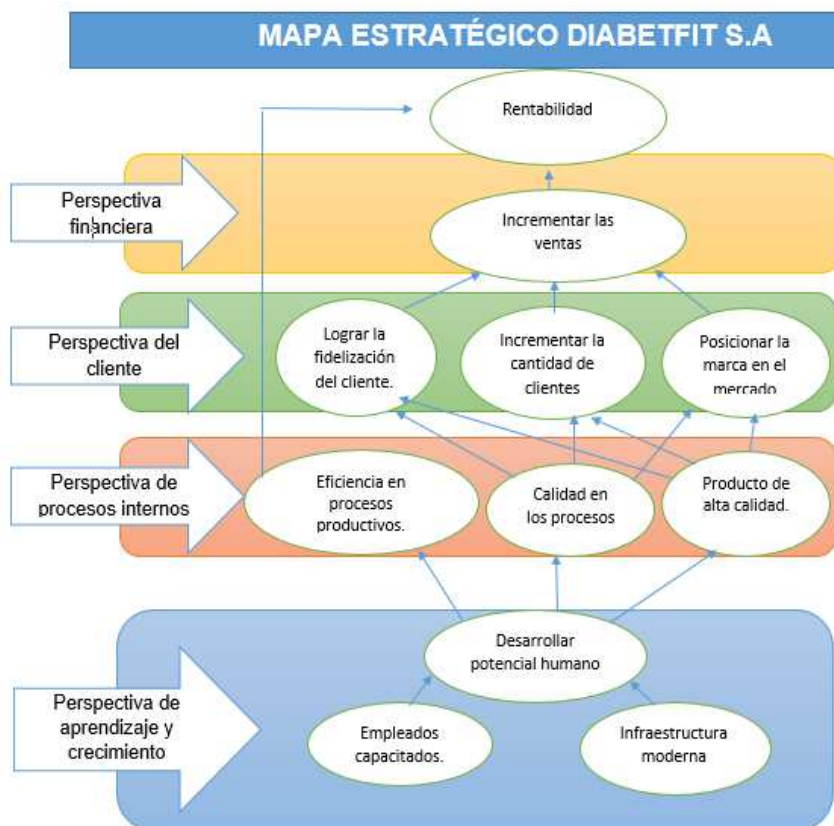 MAPA ESTRATÉGICO DIABETFIT S.A
Rentabilidad
Perspectiva
financiera
Incrementar las
ventas
Perspectiva del
cliente
Lograr la
fidelización
del cliente.
Incrementar la
cantidad de
clientes
Posicionar la
marca en el
mercado
Perspectiva de
procesos internos
Eficiencia en
procesos
productivos.
Calidad en
los procesos
Producto de
alta calidad.
Desarrollar
potencial humano
Perspectiva de
aprendizaje y
crecimiento
Empleados
capacitados.
Infraestructura
moderna